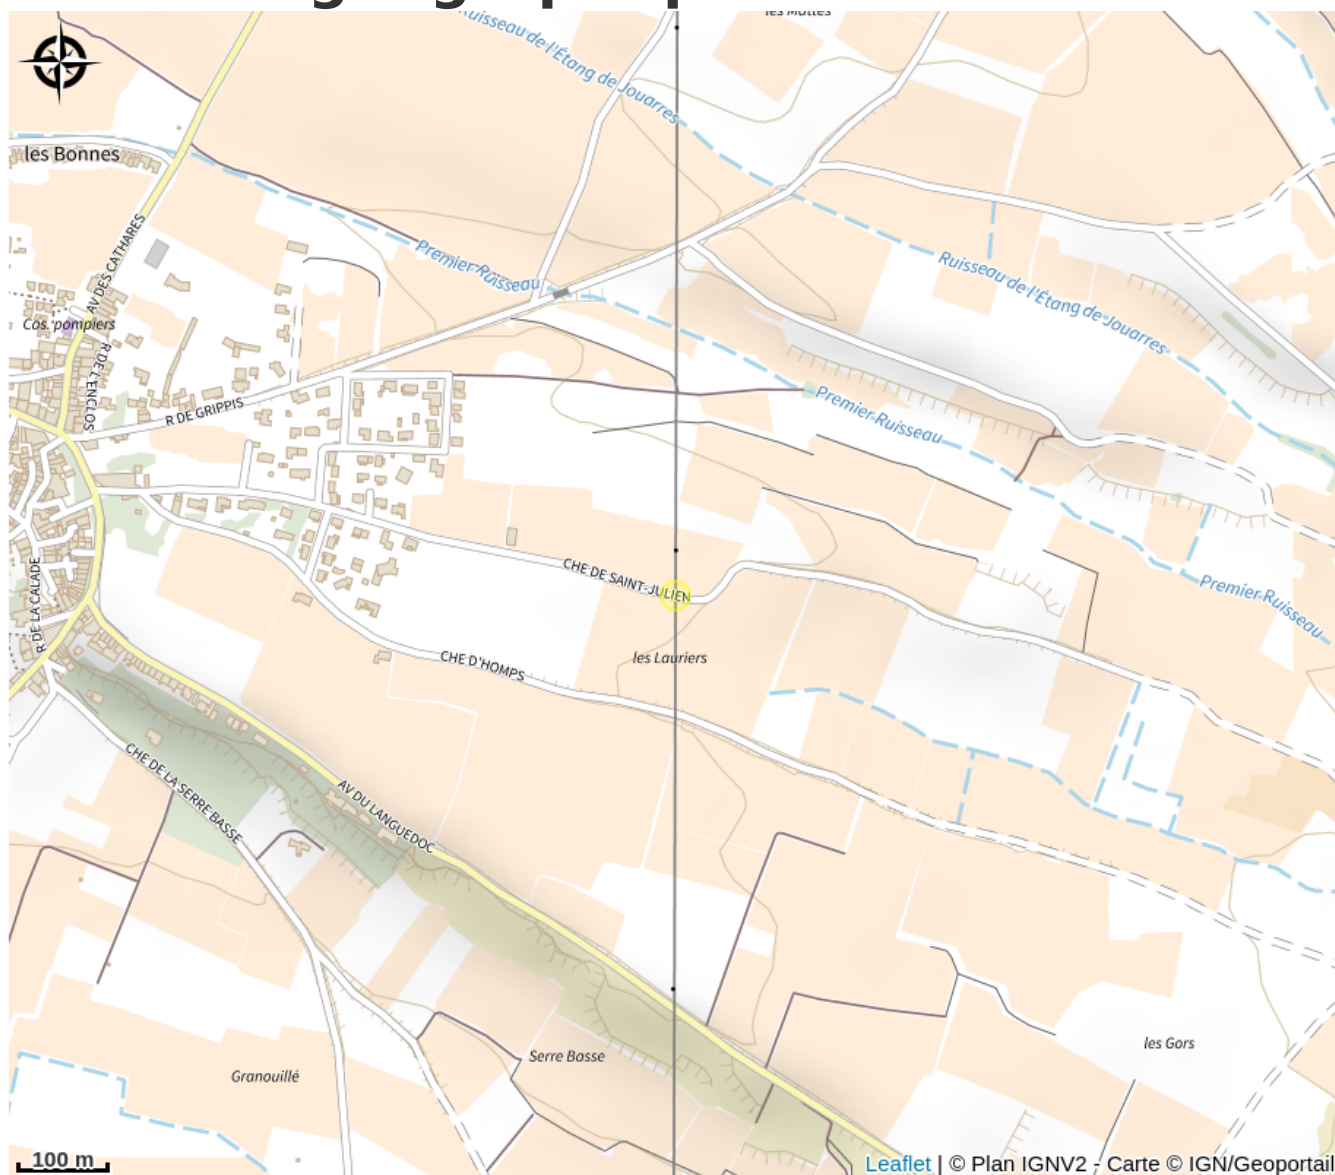 les Mattes
Ruisseau de l'Étang de Jouarres
les Bonnes
AV DES CATHARES
Premier Ruisseau
Ruisseau de l'Étang de Jouarres
Cos. pompiers
R DE L'ENCLOS
R DE GRIPPIS
Premier Ruisseau
CHE DE SAINT-JULIEN
Premier Ruisseau
R DE LA CALADE
les Lauriers
CHE D'HOMPS
CHE DE LA SERRE BASSE
AV DU LANGUEDOC
les Gors
Serre Basse
Granouillé
100 m
Leaflet | © Plan IGNV2 - Carte © IGN/Geoportail